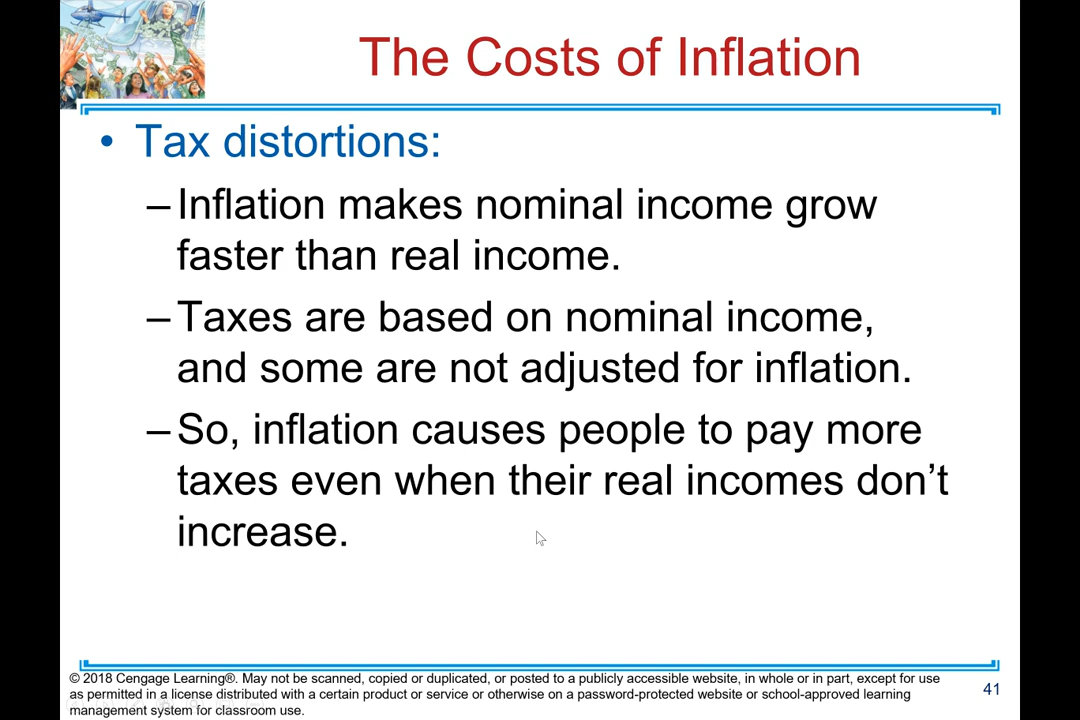 The Costs of Inflation
• Tax distortions:
– Inflation makes nominal income grow
faster than real income.
– Taxes are based on nominal income,
and some are not adjusted for inflation.
– So, inflation causes people to pay more
taxes even when their real incomes don’t
increase.
© 2018 Cengage Learning®. May not be scanned, copied or duplicated, or posted to a publicly accessible website, in whole or in part, except for use
as permitted in a license distributed with a certain product or service or otherwise on a password-protected website or school-approved learning
management system for classroom use.
41